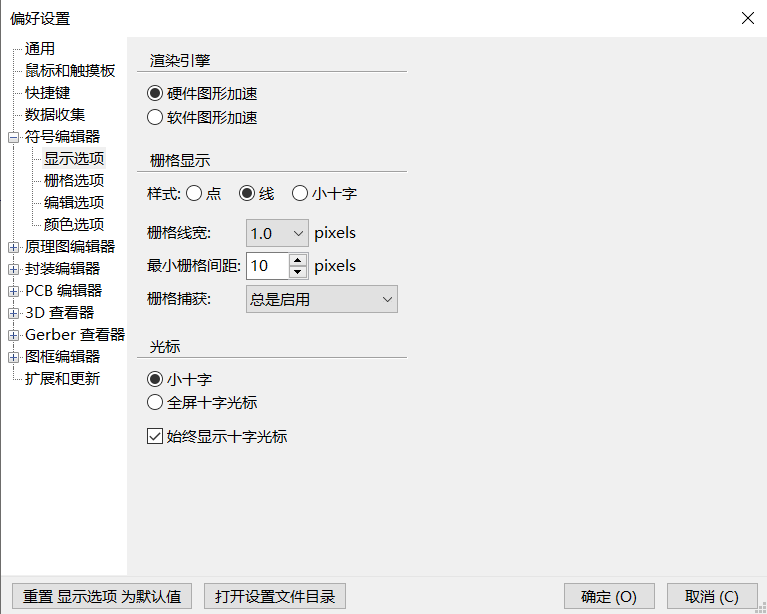 偏好设置
通用
鼠标和触摸板
快捷键
数据收集
符号编辑器
显示选项
栅格选项
编辑选项
颜色选项
原理图编辑器
封装编辑器
PCB 编辑器
3D 查看器
Gerber 查看器
图框编辑器
扩展和更新
渲染引擎
硬件图形加速
软件图形加速
栅格显示
样式: 点 线 小十字
栅格线宽: 1.0 pixels
最小栅格间距: 10 pixels
栅格捕获: 总是启用
光标
小十字
全屏十字光标
始终显示十字光标
重置 显示选项 为默认值 打开设置文件目录 确定 (O) 取消 (C)